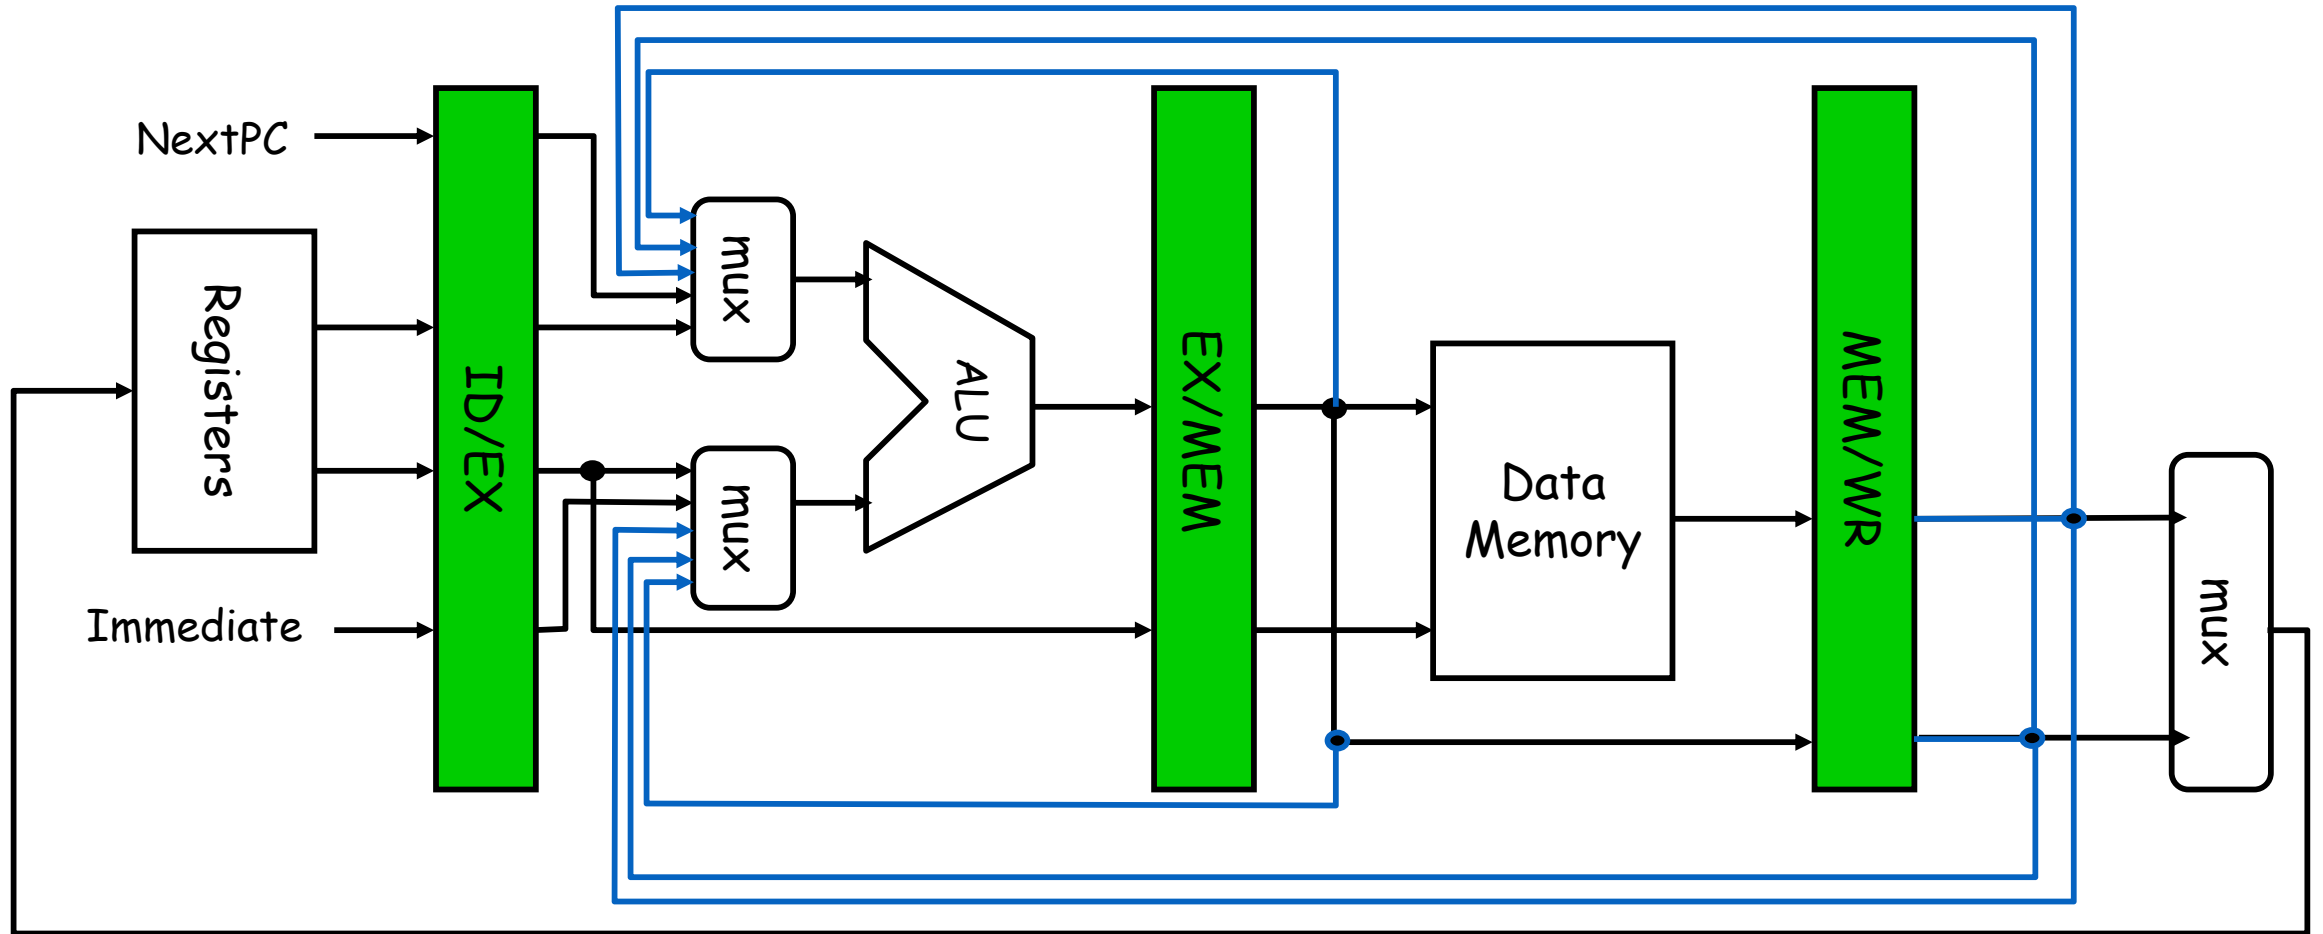 NextPC
Registers
Immediate
ID/EX
mux
mux
ALU
EX/MEM
Data
Memory
MEM/WR
mux